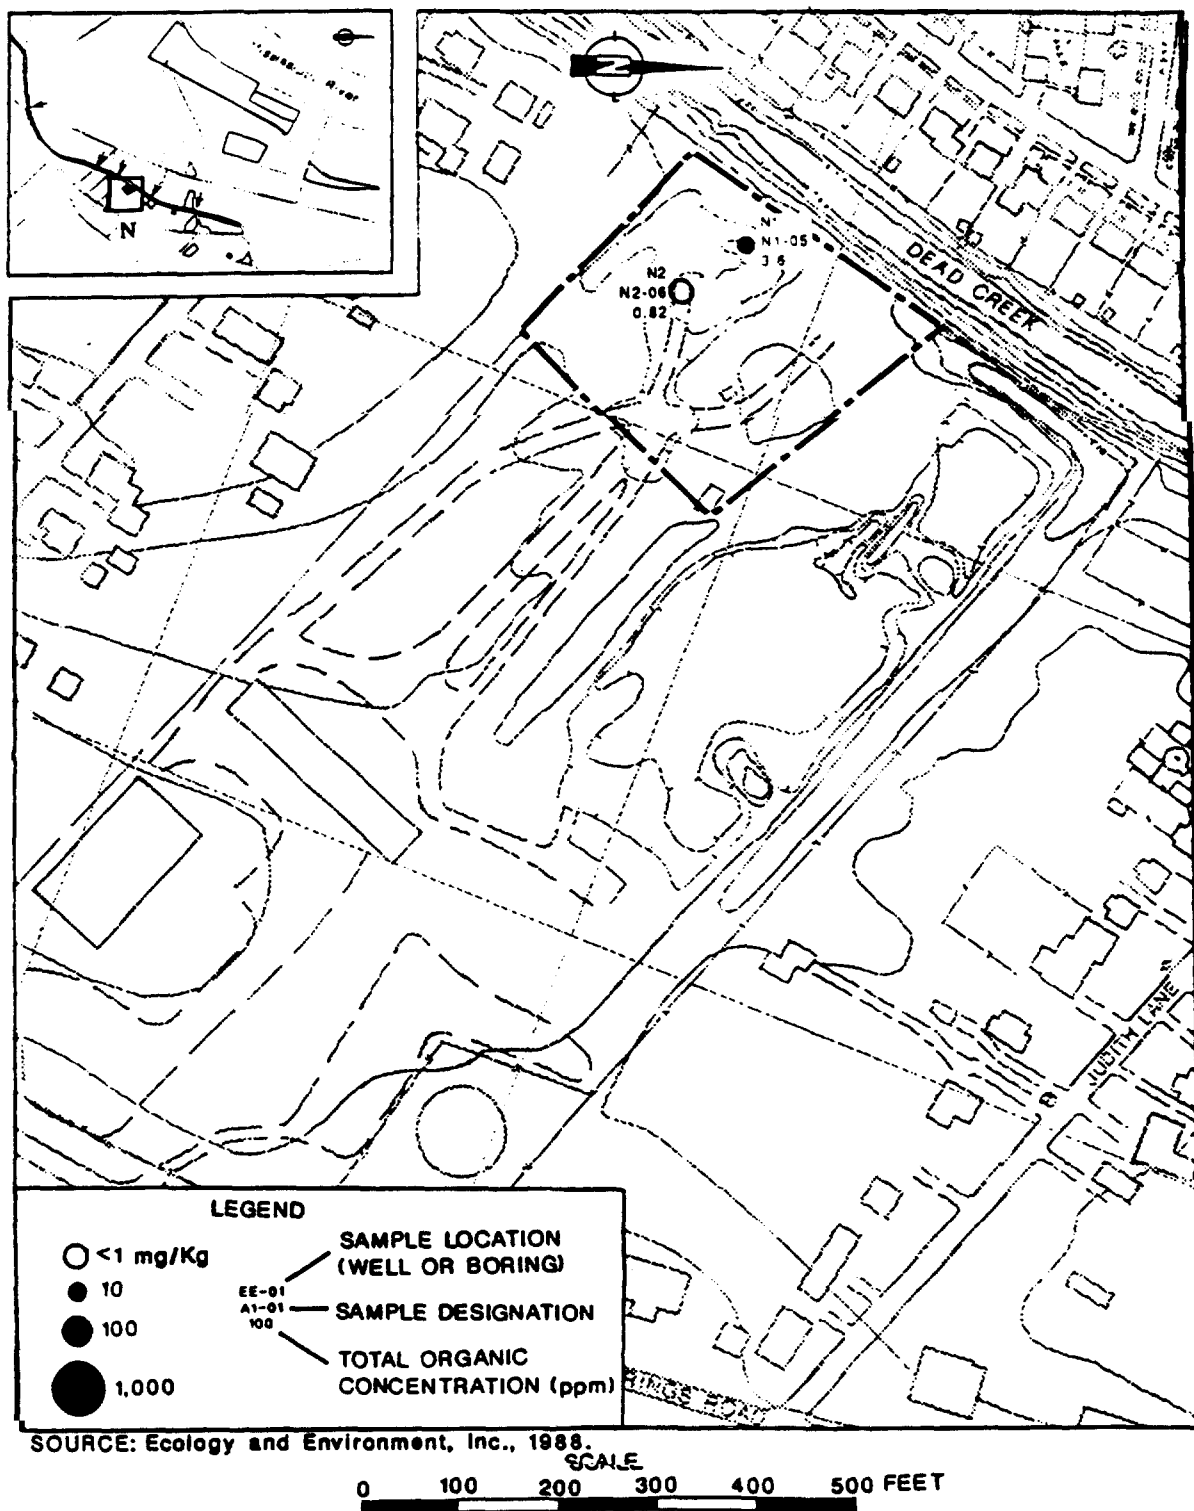 River
N
DEAD CREEK
N1-05
3.6
N2
N2-06
0.82
JUDITH LANE
LEGEND
<1 mg/Kg
10
100
1,000
EE-01
A1-01
100
SAMPLE LOCATION
(WELL OR BORING)
SAMPLE DESIGNATION
TOTAL ORGANIC
CONCENTRATION (ppm)
SOURCE: Ecology and Environment, Inc., 1988.
SCALE
0 100 200 300 400 500 FEET